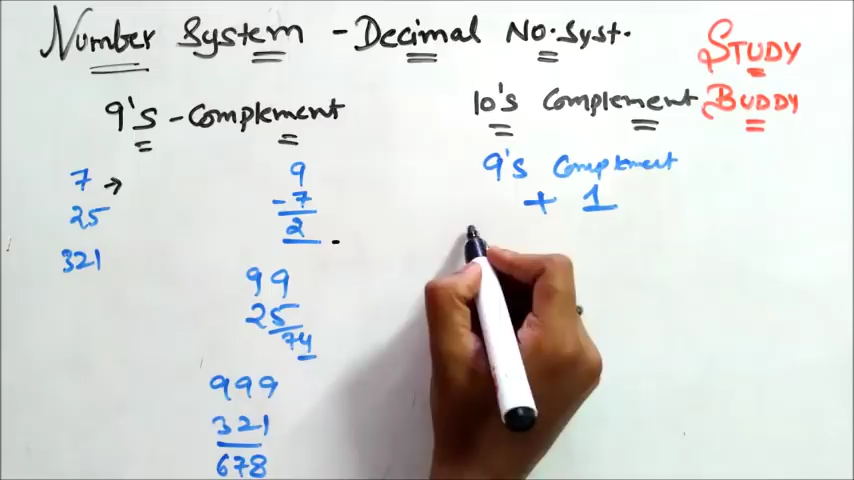 Number System - Decimal No. Syst.
STUDY
BUDDY
9's - Complement
7 →
25
321
9
- 7
2
99
25
74
999
321
678
10's Complement
9's Complement
+ 1